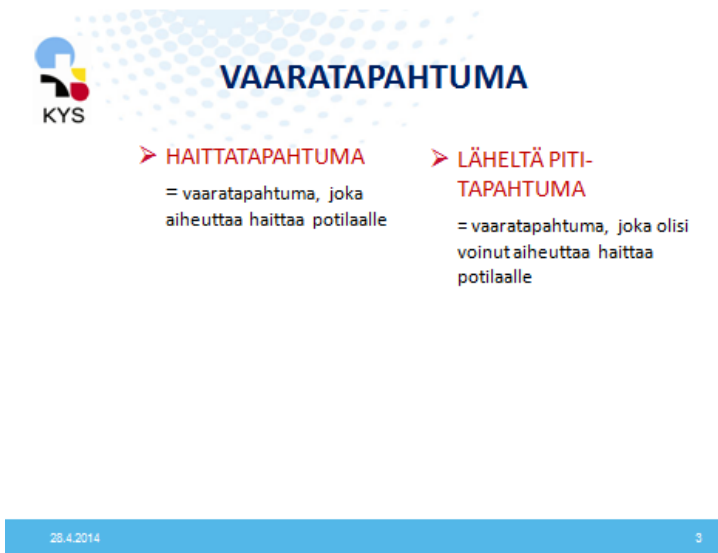 KYS
VAARATAPAHTUMA
➢ HAITTATAPAHTUMA
= vaaratapahtuma, joka
aiheuttaa haittaa potilaalle
➢ LÄHELTÄ PITI-
TAPAHTUMA
= vaaratapahtuma, joka olisi
voinut aiheuttaa haittaa
potilaalle
28.4.2014
3